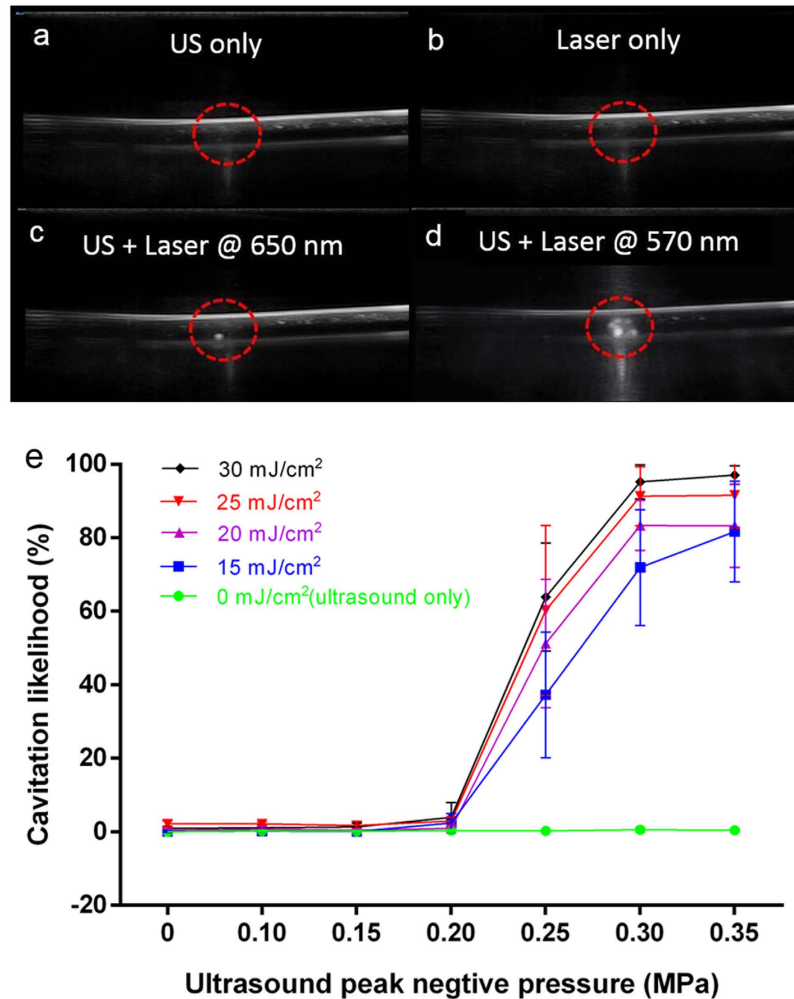 a
US only
b
Laser only
c
US + Laser @ 650 nm
d
US + Laser @ 570 nm
e
100
80
60
40
20
0
-20
30 mJ/cm²
25 mJ/cm²
20 mJ/cm²
15 mJ/cm²
0 mJ/cm²(ultrasound only)
Cavitation likelihood (%)
0 0.10 0.15 0.20 0.25 0.30 0.35
Ultrasound peak negtive pressure (MPa)